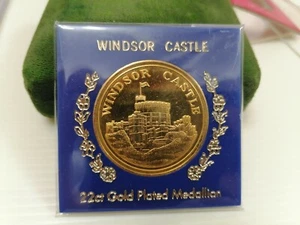 WINDSOR CASTLE
WINDSOR CASTLE
22ct Gold Plated Medallion